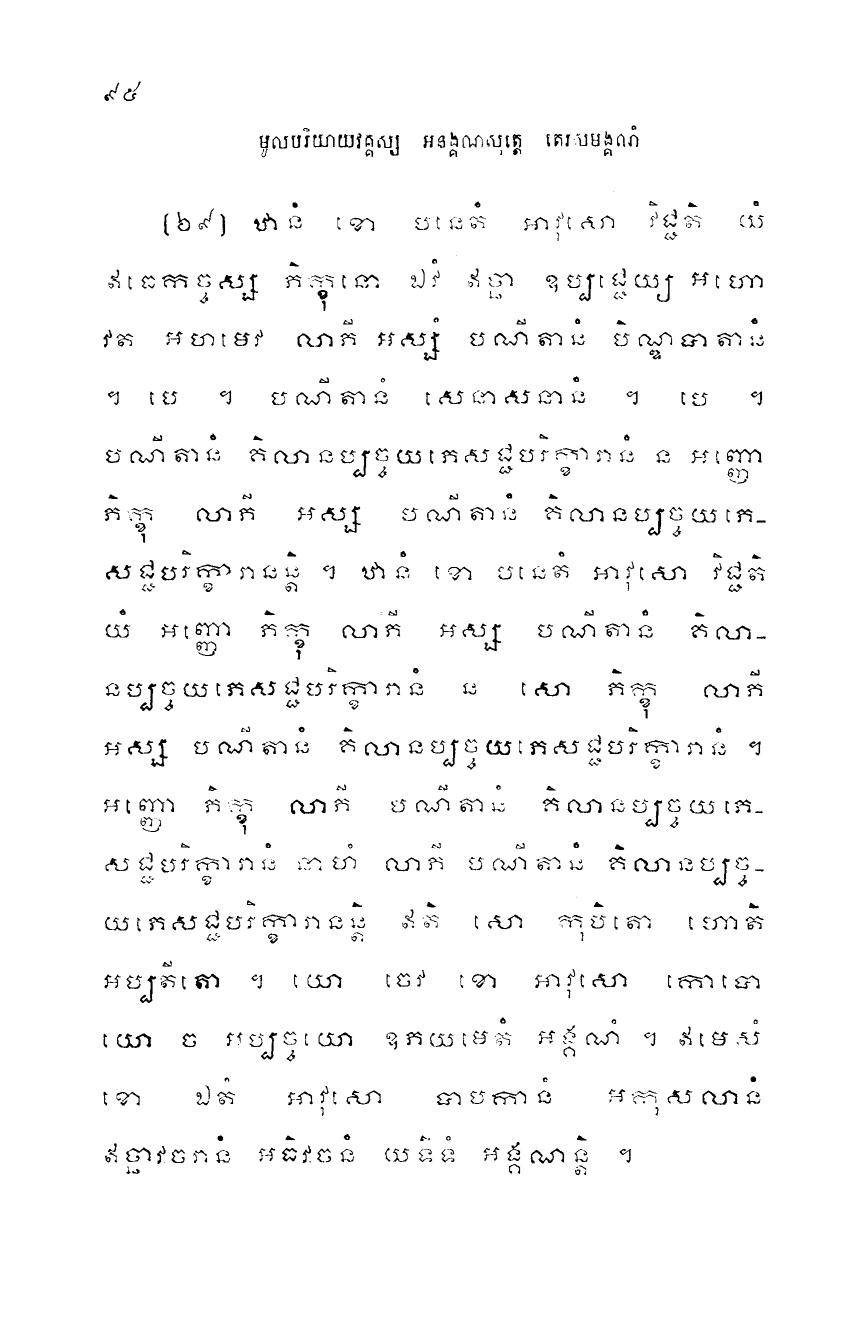 ៩៥
មូលបរិយាយវគ្គស្ស អនង្គណសុត្តេ តេរសមង្គណំ
(៦៩) ឋានំ ខោ បនេតំ អាវុសោ វិជ្ជតិ យំ
ឥធេកច្ចស្ស ភិក្ខុនោ ឯវំ ឥច្ឆា ឧប្បជ្ជេយ្យ អហោ
វត អហមេវ លាភី អស្សំ បណីតានំ បិណ្ឌបាតានំ
។ បេ ។ បណីតានំ សេនាសនានំ ។ បេ ។
បណីតានំ គិលានប្បច្ចយភេសជ្ជបរិក្ខារានំ ន អញ្ញោ
ភិក្ខុ លាភី អស្ស បណីតានំ គិលានប្បច្ចយភេ-
សជ្ជបរិក្ខារានន្តិ ។ ឋានំ ខោ បនេតំ អាវុសោ វិជ្ជតិ
យំ អញ្ញោ ភិក្ខុ លាភី អស្ស បណីតានំ គិលា-
នប្បច្ចយភេសជ្ជបរិក្ខារានំ ន សោ ភិក្ខុ លាភី
អស្ស បណីតានំ គិលានប្បច្ចយភេសជ្ជបរិក្ខារានំ ។
អញ្ញោ ភិក្ខុ លាភី បណីតានំ គិលានប្បច្ចយភេ-
សជ្ជបរិក្ខារានំ នាហំ លាភី បណីតានំ គិលានប្បច្ច-
យភេសជ្ជបរិក្ខារានន្តិ ឥតិ សោ កុបិតោ ហោតិ
អប្បតីតោ ។ យោ ចេវ ខោ អាវុសោ កោធោ
យោ ច អប្បច្ចយោ ឧភយមេតំ អង្គណំ ។ ឥមេសំ
ខោ ឯតំ អាវុសោ បាបកានំ អកុសលានំ
ឥច្ឆាវចរានំ អធិវចនំ យទិទំ អង្គណន្តិ ។